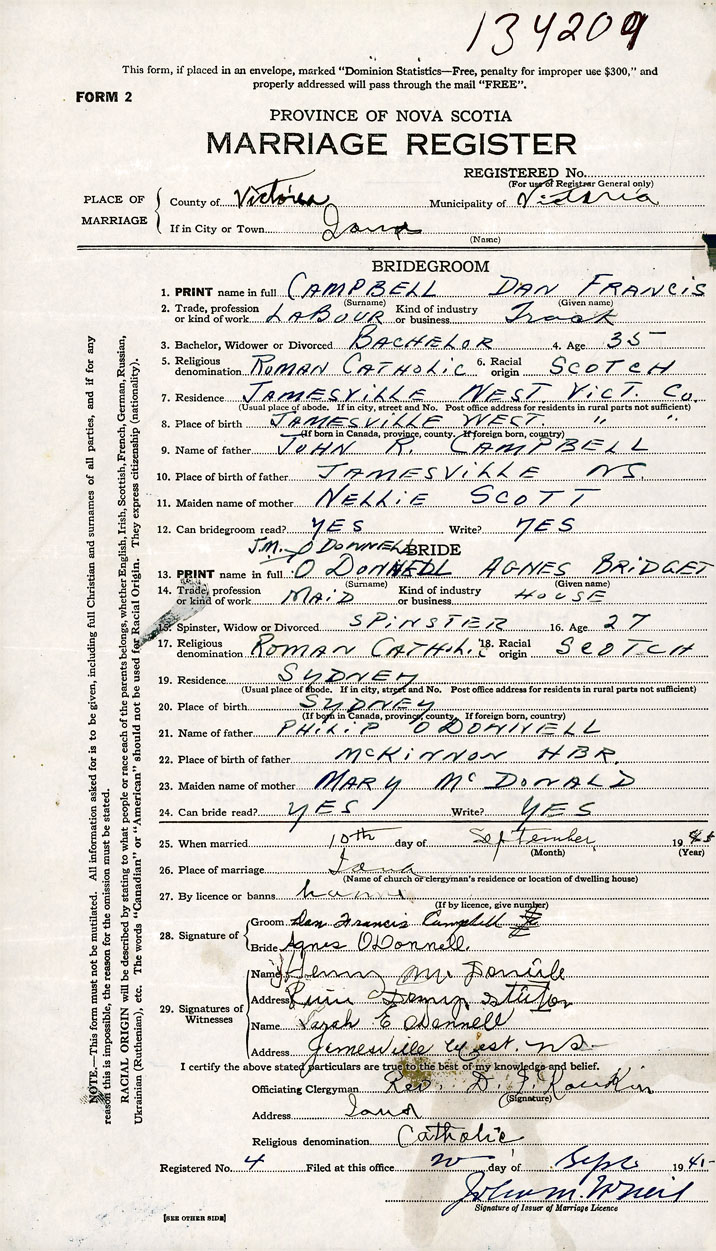 134209
This form, if placed in an envelope, marked "Dominion Statistics—Free, penalty for improper use $300," and
properly addressed will pass through the mail "FREE".
FORM 2
PROVINCE OF NOVA SCOTIA
MARRIAGE REGISTER
REGISTERED No.
(For use of Registrar General only)
PLACE OF MARRIAGE
County of Victoria Municipality of Victoria
If in City or Town Iona
(Name)
BRIDEGROOM
1. PRINT name in full CAMPBELL DAN FRANCIS
(Surname) (Given name)
2. Trade, profession or kind of work LABOUR Kind of industry or business Track
3. Bachelor, Widower or Divorced BACHELOR 4. Age 35
5. Religious denomination ROMAN CATHOLIC 6. Racial origin SCOTCH
7. Residence JAMESVILLE WEST. VICT. Co.
(Usual place of abode. If in city, street and No. Post office address for residents in rural parts not sufficient)
8. Place of birth JAMESVILLE WEST. " "
(If born in Canada, province, county. If foreign born, country)
9. Name of father JOHN R. CAMPBELL
10. Place of birth of father JAMESVILLE NS.
11. Maiden name of mother NELLIE SCOTT
12. Can bridegroom read? YES Write? YES
J.M. O DONNELL
BRIDE
13. PRINT name in full O DONNELL AGNES BRIDGET
(Surname) (Given name)
14. Trade, profession or kind of work MAID Kind of industry or business HOUSE
15. Spinster, Widow or Divorced SPINSTER 16. Age 27
17. Religious denomination ROMAN CATHOLIC 18. Racial origin SCOTCH
19. Residence SYDNEY
(Usual place of abode. If in city, street and No. Post office address for residents in rural parts not sufficient)
20. Place of birth SYDNEY
(If born in Canada, province, county. If foreign born, country)
21. Name of father PHILIP O'DONNELL
22. Place of birth of father McKINNON HBR.
23. Maiden name of mother MARY McDONALD
24. Can bride read? YES Write? YES
25. When married 10th day of September 19
(Month) (Year)
26. Place of marriage Iona
(Name of church or clergyman's residence or location of dwelling house)
27. By licence or banns
(If by licence, give number)
28. Signature of
Groom Dan Francis Campbell
Bride Agnes ODonnell.
29. Signatures of Witnesses
Name
Address
Name Sarah E ODonnell
Address Jamesville West. NS.
I certify the above stated particulars are true to the best of my knowledge and belief.
Officiating Clergyman Rev. D. J. Rankin
(Signature)
Address Iona
Religious denomination Catholic
Registered No. 4 Filed at this office day of Sept 19
Signature of Issuer of Marriage Licence
[SEE OTHER SIDE]
NOTE.—This form must not be mutilated. All information asked for is to be given, including full Christian and surnames of all parties, and if for any
reason this is impossible, the reason for the omission must be stated.
RACIAL ORIGIN will be described by stating to what people or race each of the parents belongs, whether English, Irish, Scottish, French, German, Russian,
Ukrainian (Ruthenian), etc. The words "Canadian" or "American" should not be used for Racial Origin. They express citizenship (nationality).